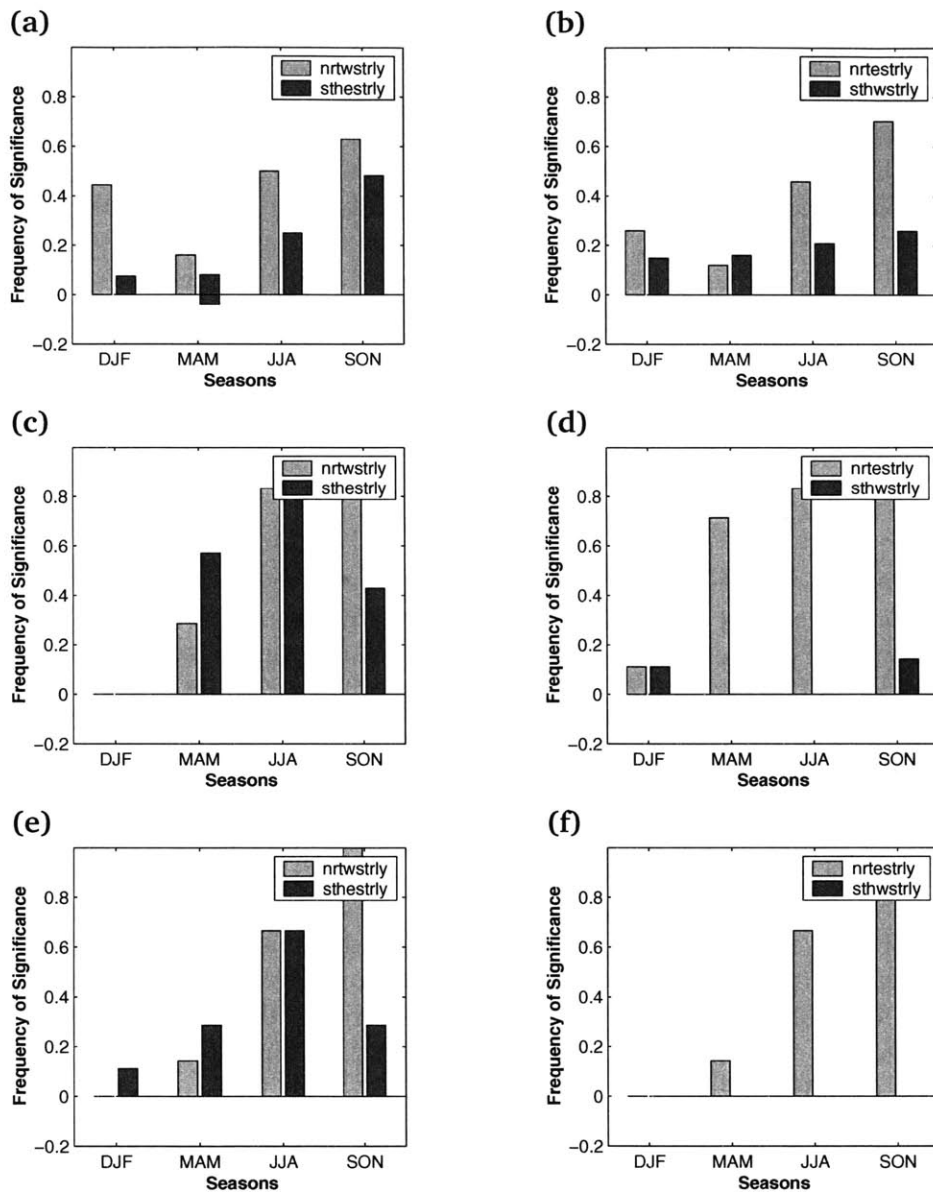 (a)
nrtwstrly
sthestrly
Frequency of Significance
0.8
0.6
0.4
0.2
0
−0.2
DJF MAM JJA SON
Seasons
(b)
nrtestrly
sthwstrly
Frequency of Significance
0.8
0.6
0.4
0.2
0
−0.2
DJF MAM JJA SON
Seasons
(c)
nrtwstrly
sthestrly
Frequency of Significance
0.8
0.6
0.4
0.2
0
−0.2
DJF MAM JJA SON
Seasons
(d)
nrtestrly
sthwstrly
Frequency of Significance
0.8
0.6
0.4
0.2
0
−0.2
DJF MAM JJA SON
Seasons
(e)
nrtwstrly
sthestrly
Frequency of Significance
0.8
0.6
0.4
0.2
0
−0.2
DJF MAM JJA SON
Seasons
(f)
nrtestrly
sthwstrly
Frequency of Significance
0.8
0.6
0.4
0.2
0
−0.2
DJF MAM JJA SON
Seasons